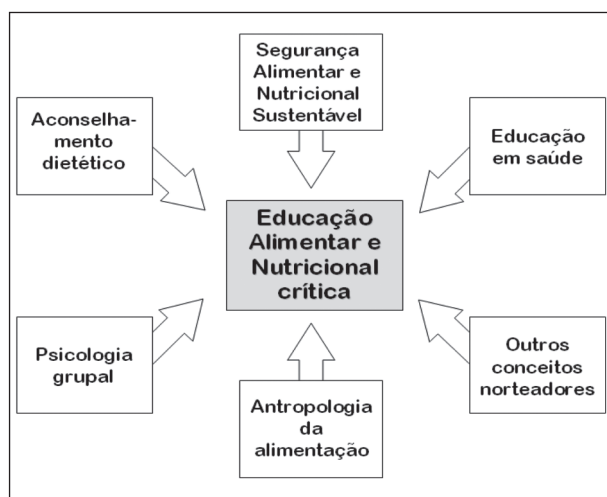 Segurança
Alimentar e
Nutricional
Sustentável
Aconselha-
mento
dietético
Educação
em saúde
Educação
Alimentar e
Nutricional
crítica
Psicologia
grupal
Outros
conceitos
norteadores
Antropologia
da
alimentação